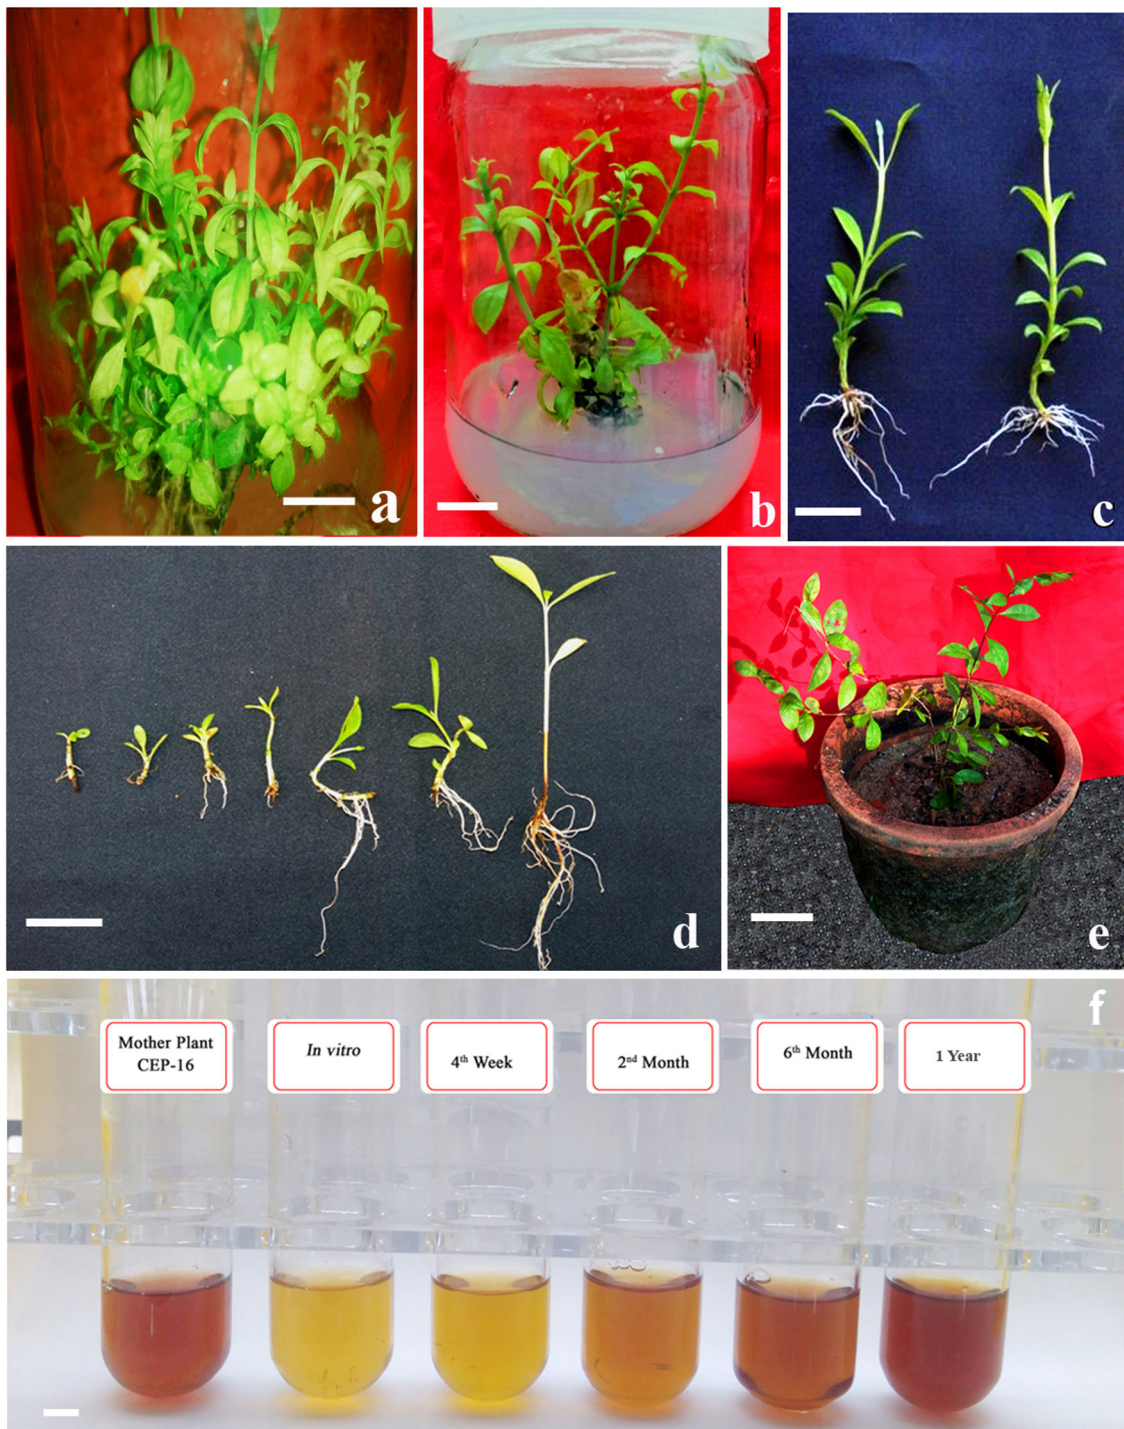 a
b
c
d
e
f
Mother Plant
CEP-16
In vitro
4th Week
2nd Month
6th Month
1 Year